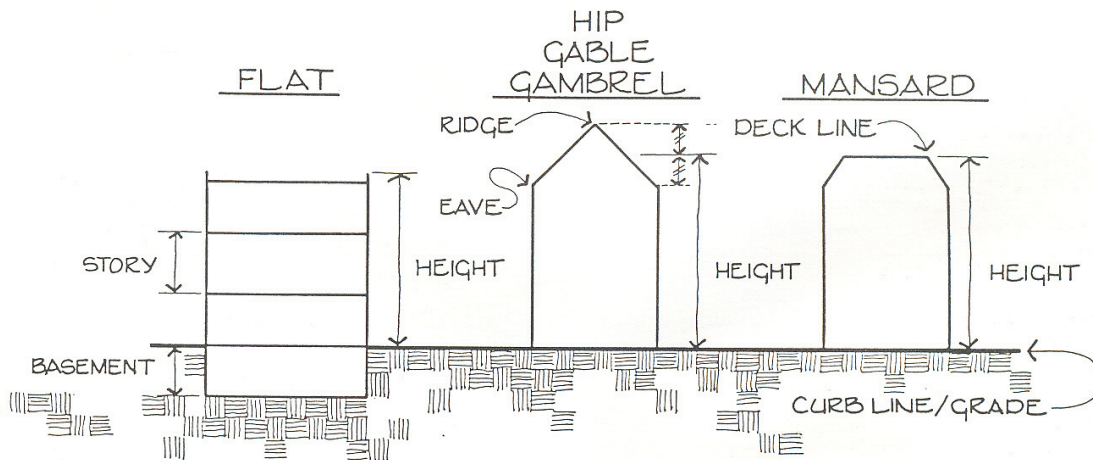 FLAT
HIP
GABLE
GAMBREL
MANSARD
RIDGE
DECK LINE
EAVE
STORY
HEIGHT
HEIGHT
HEIGHT
BASEMENT
CURB LINE/GRADE